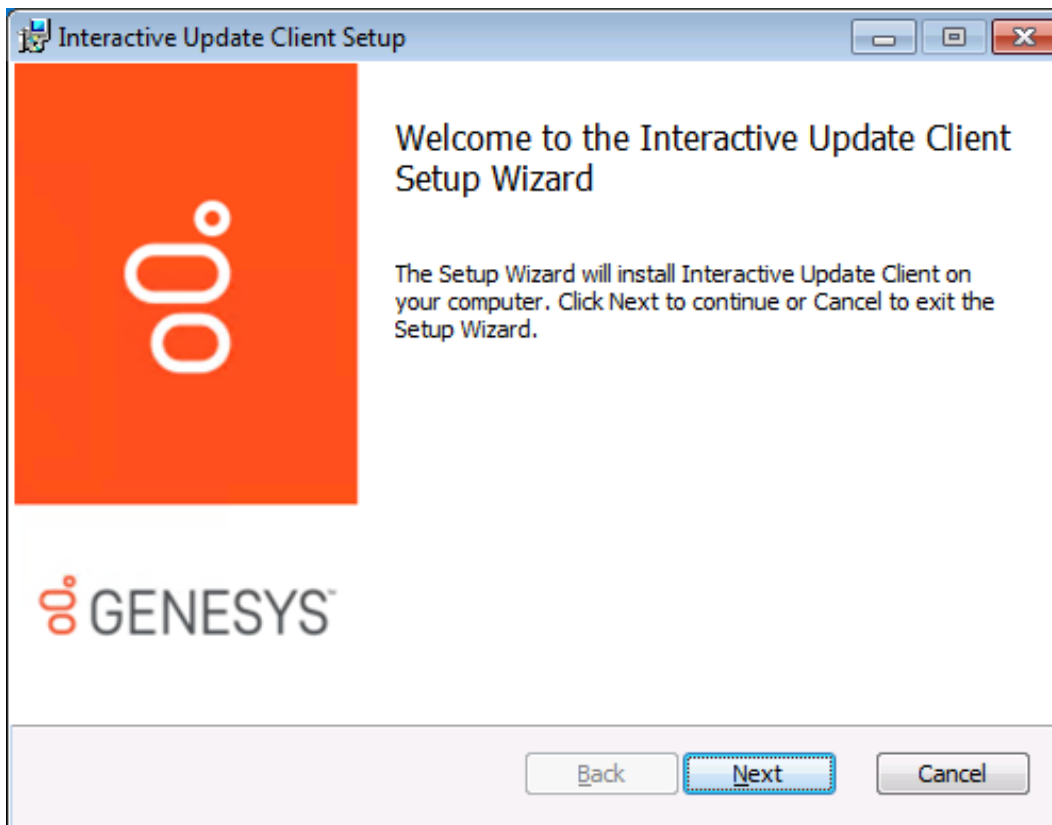 Interactive Update Client Setup
Welcome to the Interactive Update Client
Setup Wizard
The Setup Wizard will install Interactive Update Client on
your computer. Click Next to continue or Cancel to exit the
Setup Wizard.
GENESYS™
Back
Next
Cancel